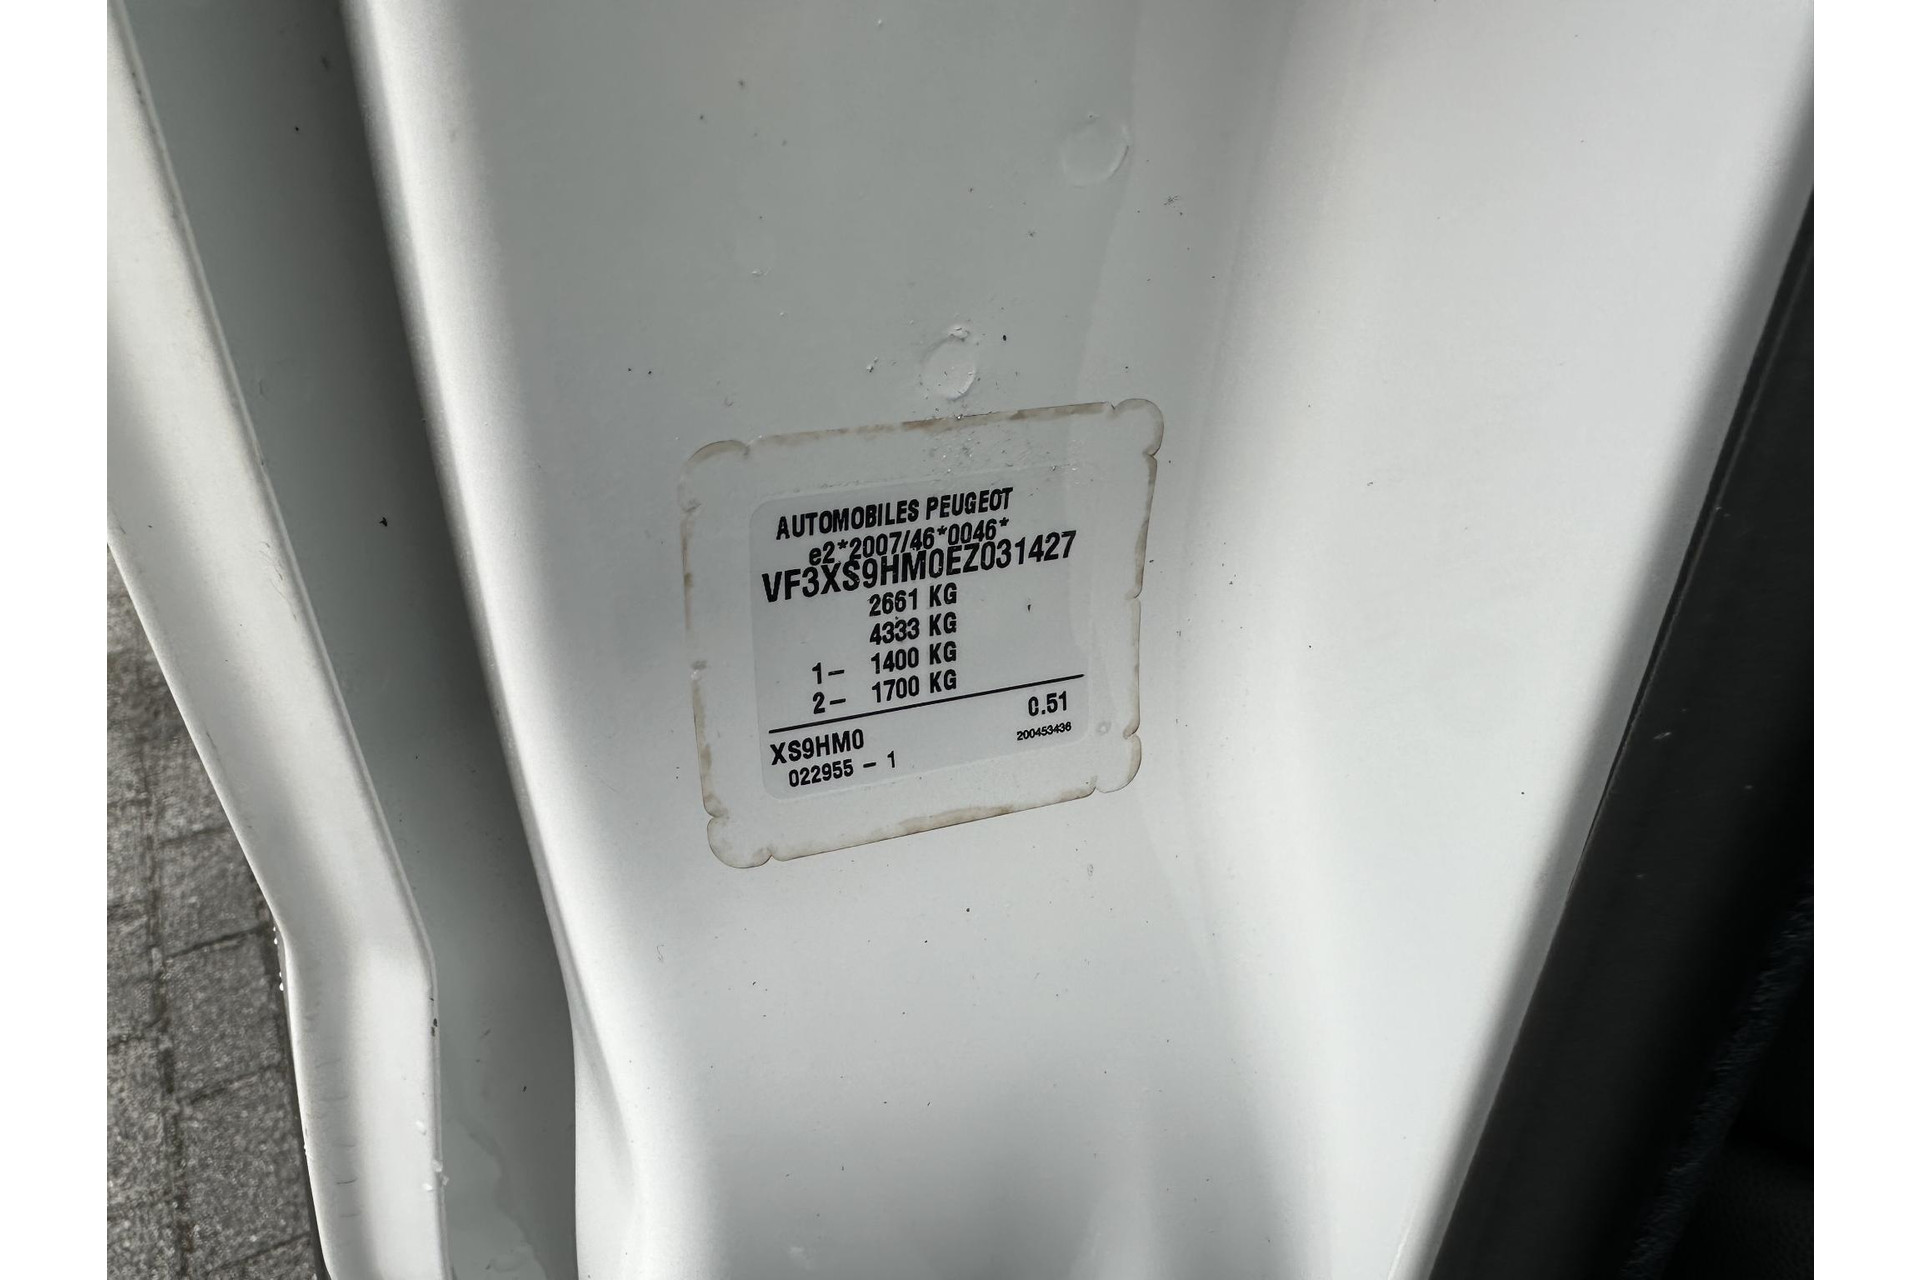 AUTOMOBILES PEUGEOT
e2*2007/46*0046*
VF3XS9HM0EZ031427
2661 KG
4333 KG
1- 1400 KG
2- 1700 KG
0.51
XS9HM0
200453436
022955 - 1